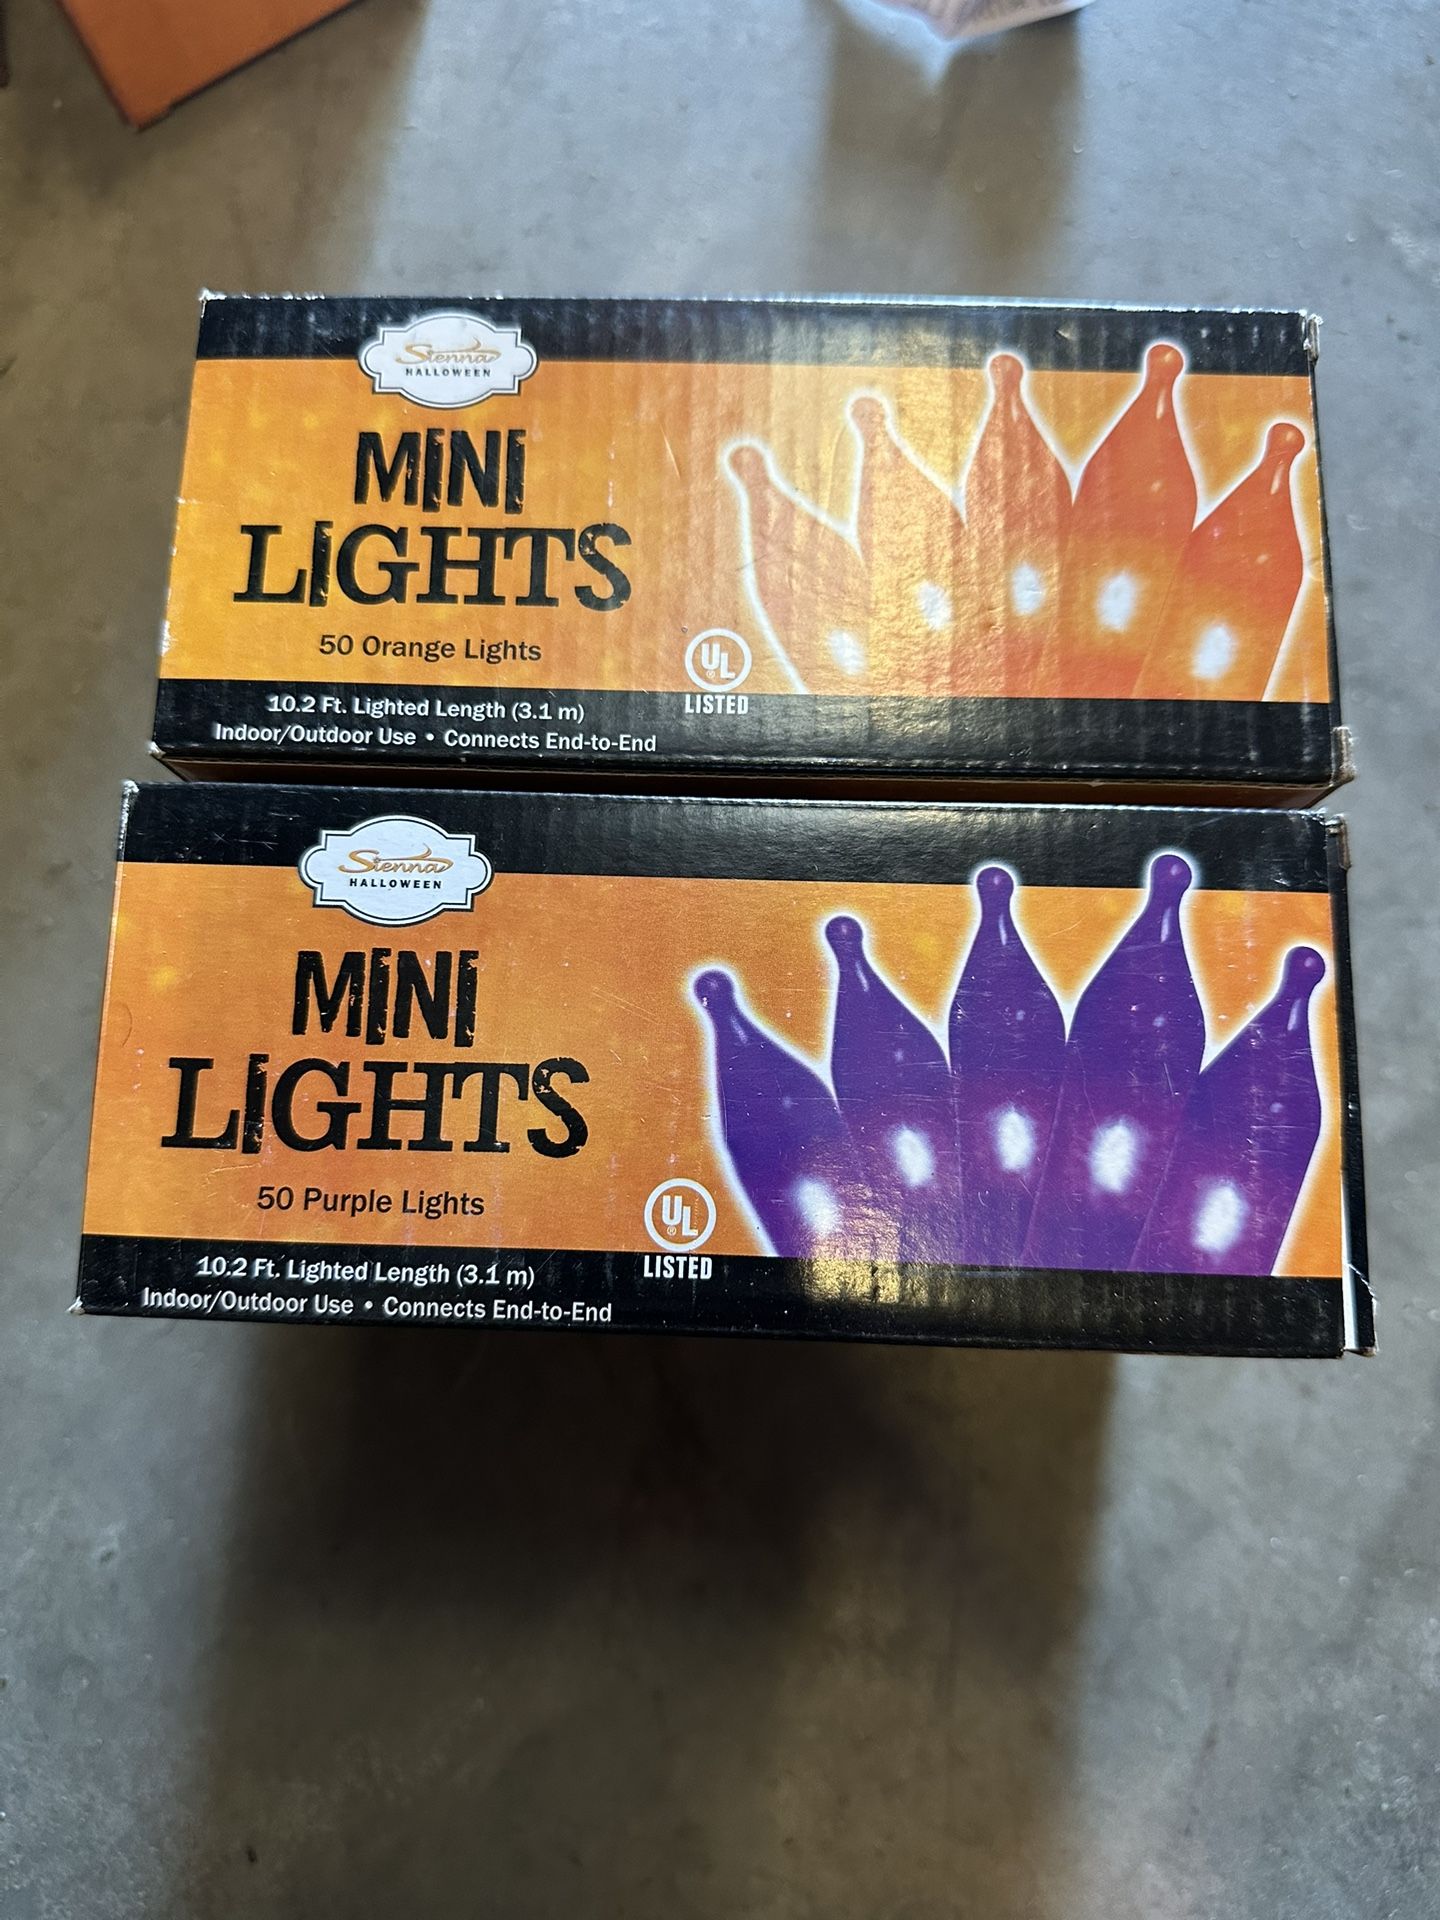 Sienna
HALLOWEEN
MINI
LIGHTS
50 Orange Lights
UL
LISTED
10.2 Ft. Lighted Length (3.1 m)
Indoor/Outdoor Use • Connects End-to-End
Sienna
HALLOWEEN
MINI
LIGHTS
50 Purple Lights
UL
LISTED
10.2 Ft. Lighted Length (3.1 m)
Indoor/Outdoor Use • Connects End-to-End